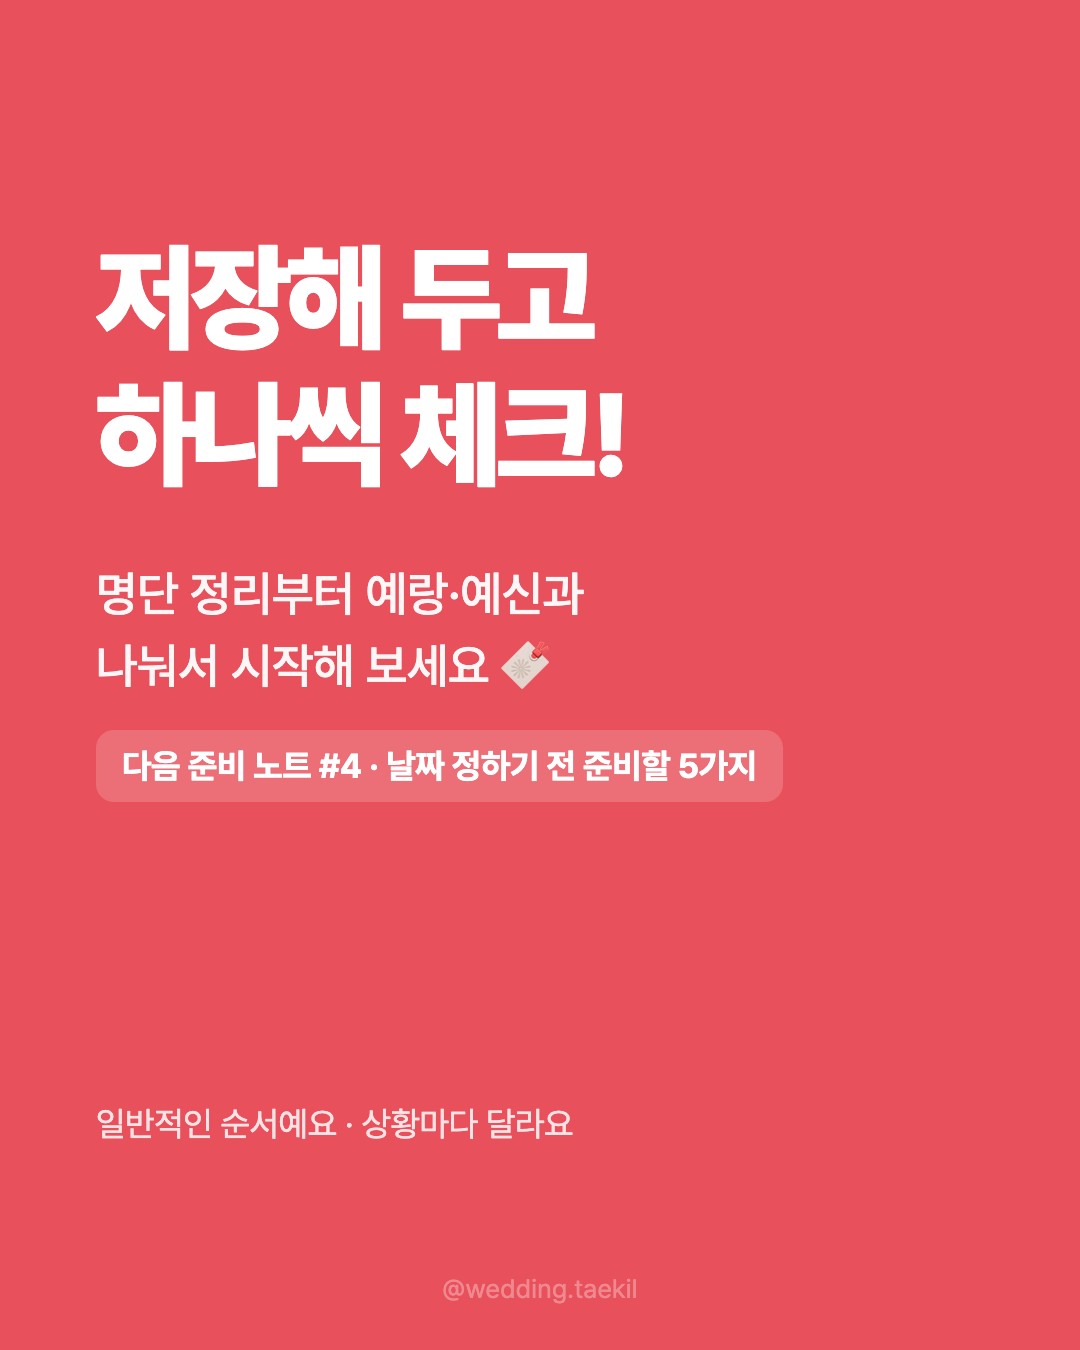 저장해 두고
하나씩 체크!
명단 정리부터 예랑·예신과
나눠서 시작해 보세요
다음 준비 노트 #4 · 날짜 정하기 전 준비할 5가지
일반적인 순서예요 · 상황마다 달라요
@wedding.taekil